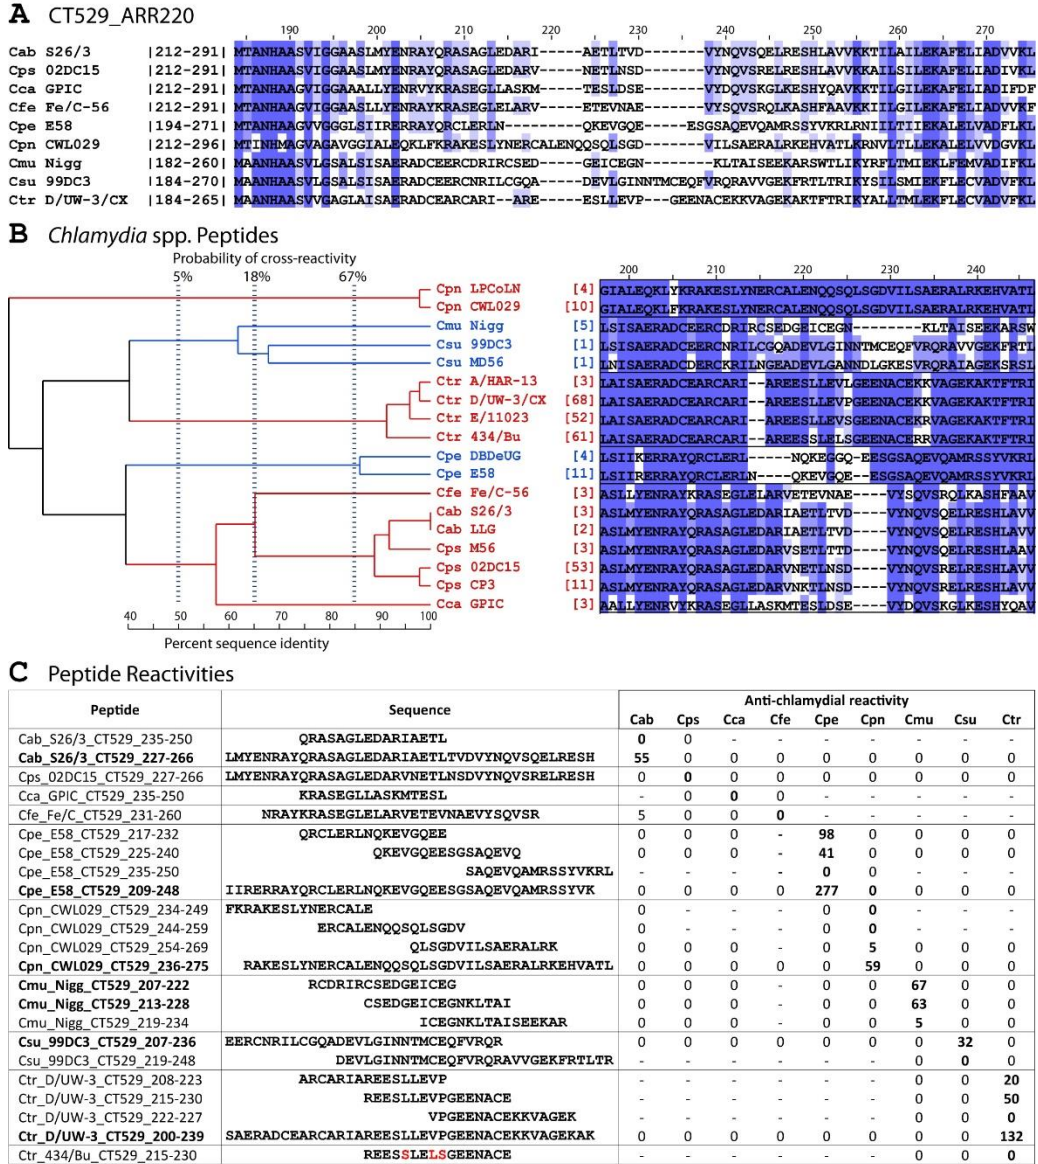 A CT529_ARR220
190 200 210 220 230 240 250 260 270
Cab S26/3 |212-291| MTANHAASVIGGAASLMYENRAYQRASAGLEDARI-----AETLTVD------VYNQVSQELRESHLAVVKKTILAILEKAFELIADVVKL
Cps 02DC15 |212-291| MTANHAASVIGGAASLMYENRAYQRASAGLEDARV-----NETLNSD------VYNQVSRELRESHLAVVKKAILSILEKAFELIADIVKL
Cca GPIC |212-291| MTANHAASVIGGAAALLYENRVYKRASEGLLASKM-----TESLDSE------VYDQVSKGLKESHYQAVKKAILGILEKAFELIADIFDF
Cfe Fe/C-56 |212-291| MTANHAASVIGGAASLLYENRAYKRASEGLELARV-----ETEVNAE------VYSQVSRQLKASHFAAVKKIILGILEKAFELIADVVKF
Cpe E58 |194-271| MTANHAAGVVGGGLSIIRERRAYQRCLERLN---------QKEVGQE----ESGSAQEVQAMRSSYVKRLRNIILTIIEKALELVADFLKL
Cpn CWL029 |212-296| MTINHMAGVAGAVGGIALEQKLFKRAKESLYNERCALENQQSQLSGD------VILSAERALRKEHVATLKRNVLTLLEKALELVVDGVKL
Cmu Nigg |182-260| MAANHAASVLGSALSISAERADCEERCDRIRCSED-----GEICEGN--------KLTAISEEKARSWTLIKYRFLTMIEKLFEMVADIFKL
Csu 99DC3 |184-270| MAANHAASVLGSALSISAERADCEERCNRILCGQA-----DEVLGINNTMCEQFVRQRAVVGEKFRTLTRIKYSILSMIEKFLECVADVFKL
Ctr D/UW-3/CX |184-265| MAANHAASVVGAGLAISAERADCEARCARI--ARE-----ESLLEVP----GEENACEKKVAGEKAKTFTRIKYALLTMLEKFLECVADVFKL
B Chlamydia spp. Peptides
Probability of cross-reactivity
5% 18% 67%
200 210 220 230 240
Cpn LPCoLN [4] GIALEQKLYKRAKESLYNERCALENQQSQLSGDVILSAERALRKEHVATL
Cpn CWL029 [10] GIALEQKLFKRAKESLYNERCALENQQSQLSGDVILSAERALRKEHVATL
Cmu Nigg [5] LSISAERADCEERCDRIRCSEDGEICEGN--------KLTAISEEKARSW
Csu 99DC3 [1] LSISAERADCEERCNRILCGQADEVLGINNTMCEQFVRQRAVVGEKFRTL
Csu MD56 [1] LSISAERADCDERCKRILNGEADEVLGANNDLGKESVRQRAIAGEKSRSL
Ctr A/HAR-13 [3] LAISAERADCEARCARI--AREESLLEVLGEENACEKKVAGEKAKTFTRI
Ctr D/UW-3/CX [68] LAISAERADCEARCARI--AREESLLEVPGEENACEKKVAGEKAKTFTRI
Ctr E/11023 [52] LAISAERADCEARCARI--AREESLLEVSGEENACEKRVAGEKAKTFTRI
Ctr 434/Bu [61] LAISAERADCEARCARI--AREESSLELSGEENACERRVAGEKAKTFTRI
Cpe DBDeUG [4] LSIIKERRAYQRCLERL----NQKEGGQ-EESGSAQEVQAMRSSYVKRL
Cpe E58 [11] LSIIRERRAYQRCLERLN----QKEVGQE-ESGSAQEVQAMRSSYVKRL
Cfe Fe/C-56 [3] ASLLYENRAYKRASEGLELARVETEVNAE----VYSQVSRQLKASHFAAV
Cab S26/3 [3] ASLMYENRAYQRASAGLEDARIAETLTVD----VYNQVSQELRESHLAVV
Cab LLG [2] ASLMYENRAYQRASAGLEDARIAETLTVD----VYNQVSQELRESHLAVV
Cps M56 [3] ASLMYENRAYQRASAGLEDARVSETLTTD----VYNQVSQELRESHLAVV
Cps 02DC15 [53] ASLMYENRAYQRASAGLEDARVNETLNSD----VYNQVSRELRESHLAVV
Cps CP3 [11] ASLMYENRAYQRASAGLEDARVNETLNSD----VYNQVSRELRESHLAVV
Cca GPIC [3] AALLYENRVYKRASEGLLASKMTESLDSE----VYDQVSKGLKESHYQAV
40 50 60 70 80 90 100
Percent sequence identity
C Peptide Reactivities
Peptide Sequence Anti-chlamydial reactivity
Cab Cps Cca Cfe Cpe Cpn Cmu Csu Ctr
Cab_S26/3_CT529_235-250 QRASAGLEDARIAETL 0 0 - - - - - - -
Cab_S26/3_CT529_227-266 LMYENRAYQRASAGLEDARIAETLTVDVYNQVSQELRESH 55 0 0 0 0 0 0 0 0
Cps_02DC15_CT529_227-266 LMYENRAYQRASAGLEDARVNETLNSDVYNQVSRELRESH 0 0 0 0 0 0 0 0 0
Cca_GPIC_CT529_235-250 KRASEGLLASKMTESL - 0 0 0 - - - - -
Cfe_Fe/C_CT529_231-260 NRAYKRASEGLELARVETEVNAEVYSQVSR 5 0 0 0 - - - - -
Cpe_E58_CT529_217-232 QRCLERLNQKEVGQEE 0 0 0 - 98 0 0 0 0
Cpe_E58_CT529_225-240 QKEVGQEESGSAQEVQ 0 0 0 - 41 0 0 0 0
Cpe_E58_CT529_235-250 SAQEVQAMRSSYVKRL - - - - 0 0 - - -
Cpe_E58_CT529_209-248 IIRERRAYQRCLERLNQKEVGQEESGSAQEVQAMRSSYVK 0 0 0 0 277 0 0 0 0
Cpn_CWL029_CT529_234-249 FKRAKESLYNERCALE 0 - - - 0 0 - - -
Cpn_CWL029_CT529_244-259 ERCALENQQSQLSGDV 0 - - - 0 0 - - -
Cpn_CWL029_CT529_254-269 QLSGDVILSAERALRK 0 - - - 0 5 0 0 0
Cpn_CWL029_CT529_236-275 RAKESLYNERCALENQQSQLSGDVILSAERALRKEHVATL 0 0 0 0 0 59 0 0 0
Cmu_Nigg_CT529_207-222 RCDRIRCSEDGEICEG 0 0 0 - 0 0 67 0 0
Cmu_Nigg_CT529_213-228 CSEDGEICEGNKLTAI 0 0 0 - 0 0 63 0 0
Cmu_Nigg_CT529_219-234 ICEGNKLTAISEEKAR 0 0 0 - 0 0 5 0 0
Csu_99DC3_CT529_207-236 EERCNRILCGQADEVLGINNTMCEQFVRQR 0 0 0 0 0 0 0 32 0
Csu_99DC3_CT529_219-248 DEVLGINNTMCEQFVRQRAVVGEKFRTLTR - - - - - - 0 0 0
Ctr_D/UW-3_CT529_208-223 ARCARIAREESLLEVP - - - - - - 0 0 20
Ctr_D/UW-3_CT529_215-230 REESLLEVPGEENACE - - - - - - 0 0 50
Ctr_D/UW-3_CT529_222-227 VPGEENACEKKVAGEK - - - - - - 0 0 0
Ctr_D/UW-3_CT529_200-239 SAERADCEARCARIAREESLLEVPGEENACEKKVAGEKAK 0 0 0 0 0 0 0 0 132
Ctr_434/Bu_CT529_215-230 REESSLELSGEENACE - - - - - - 0 0 0